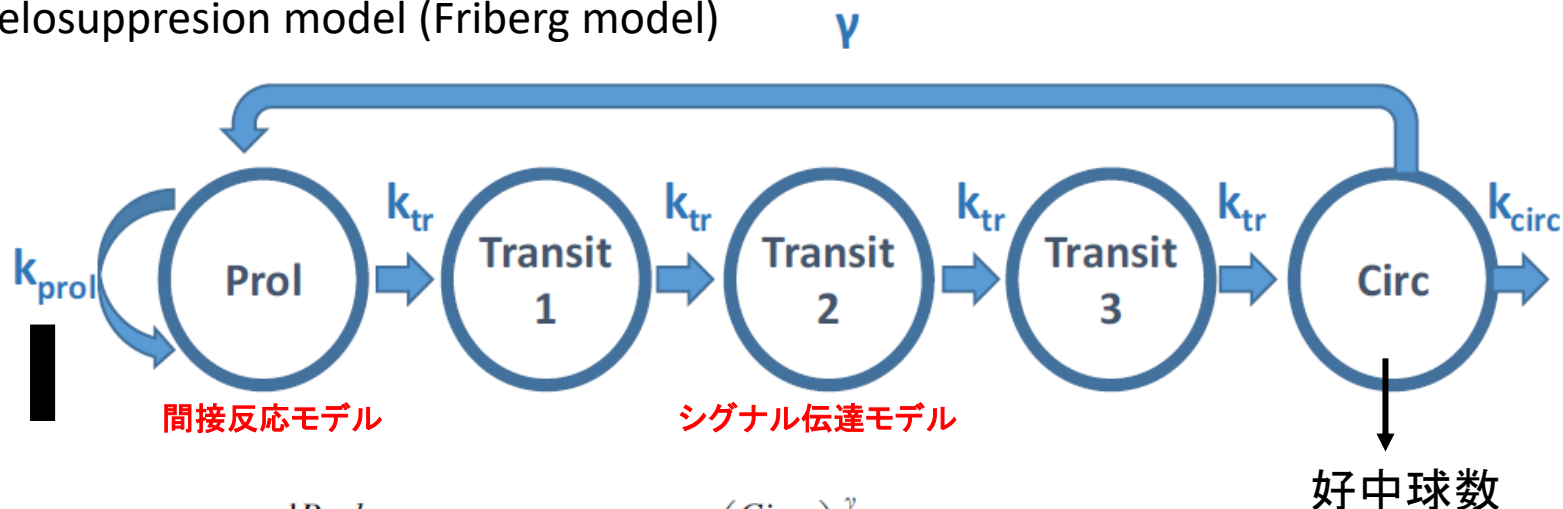 elosuppresion model (Friberg model)
γ
k_tr k_tr k_tr k_tr k_circ
k_prol
Prol
Transit 1
Transit 2
Transit 3
Circ
間接反応モデル
シグナル伝達モデル
好中球数
(Circ) γ